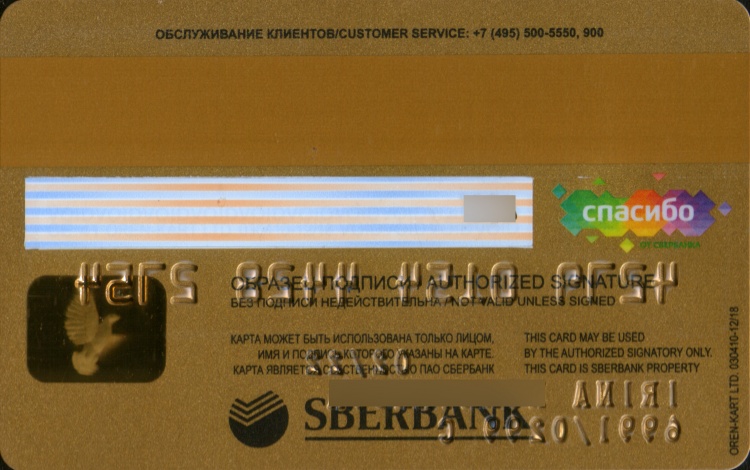 ОБСЛУЖИВАНИЕ КЛИЕНТОВ/CUSTOMER SERVICE: +7 (495) 500-5550, 900
спасибо
ОТ СБЕРБАНКА
ОБРАЗЕЦ ПОДПИСИ / AUTHORIZED SIGNATURE
БЕЗ ПОДПИСИ НЕДЕЙСТВИТЕЛЬНА / NOT VALID UNLESS SIGNED
КАРТА МОЖЕТ БЫТЬ ИСПОЛЬЗОВАНА ТОЛЬКО ЛИЦОМ,
ИМЯ И ПОДПИСЬ КОТОРОГО УКАЗАНЫ НА КАРТЕ.
КАРТА ЯВЛЯЕТСЯ СОБСТВЕННОСТЬЮ ПАО СБЕРБАНК
THIS CARD MAY BE USED
BY THE AUTHORIZED SIGNATORY ONLY.
THIS CARD IS SBERBANK PROPERTY
IRINA
SBERBANK
OREN-KART LTD. 030410-12/18